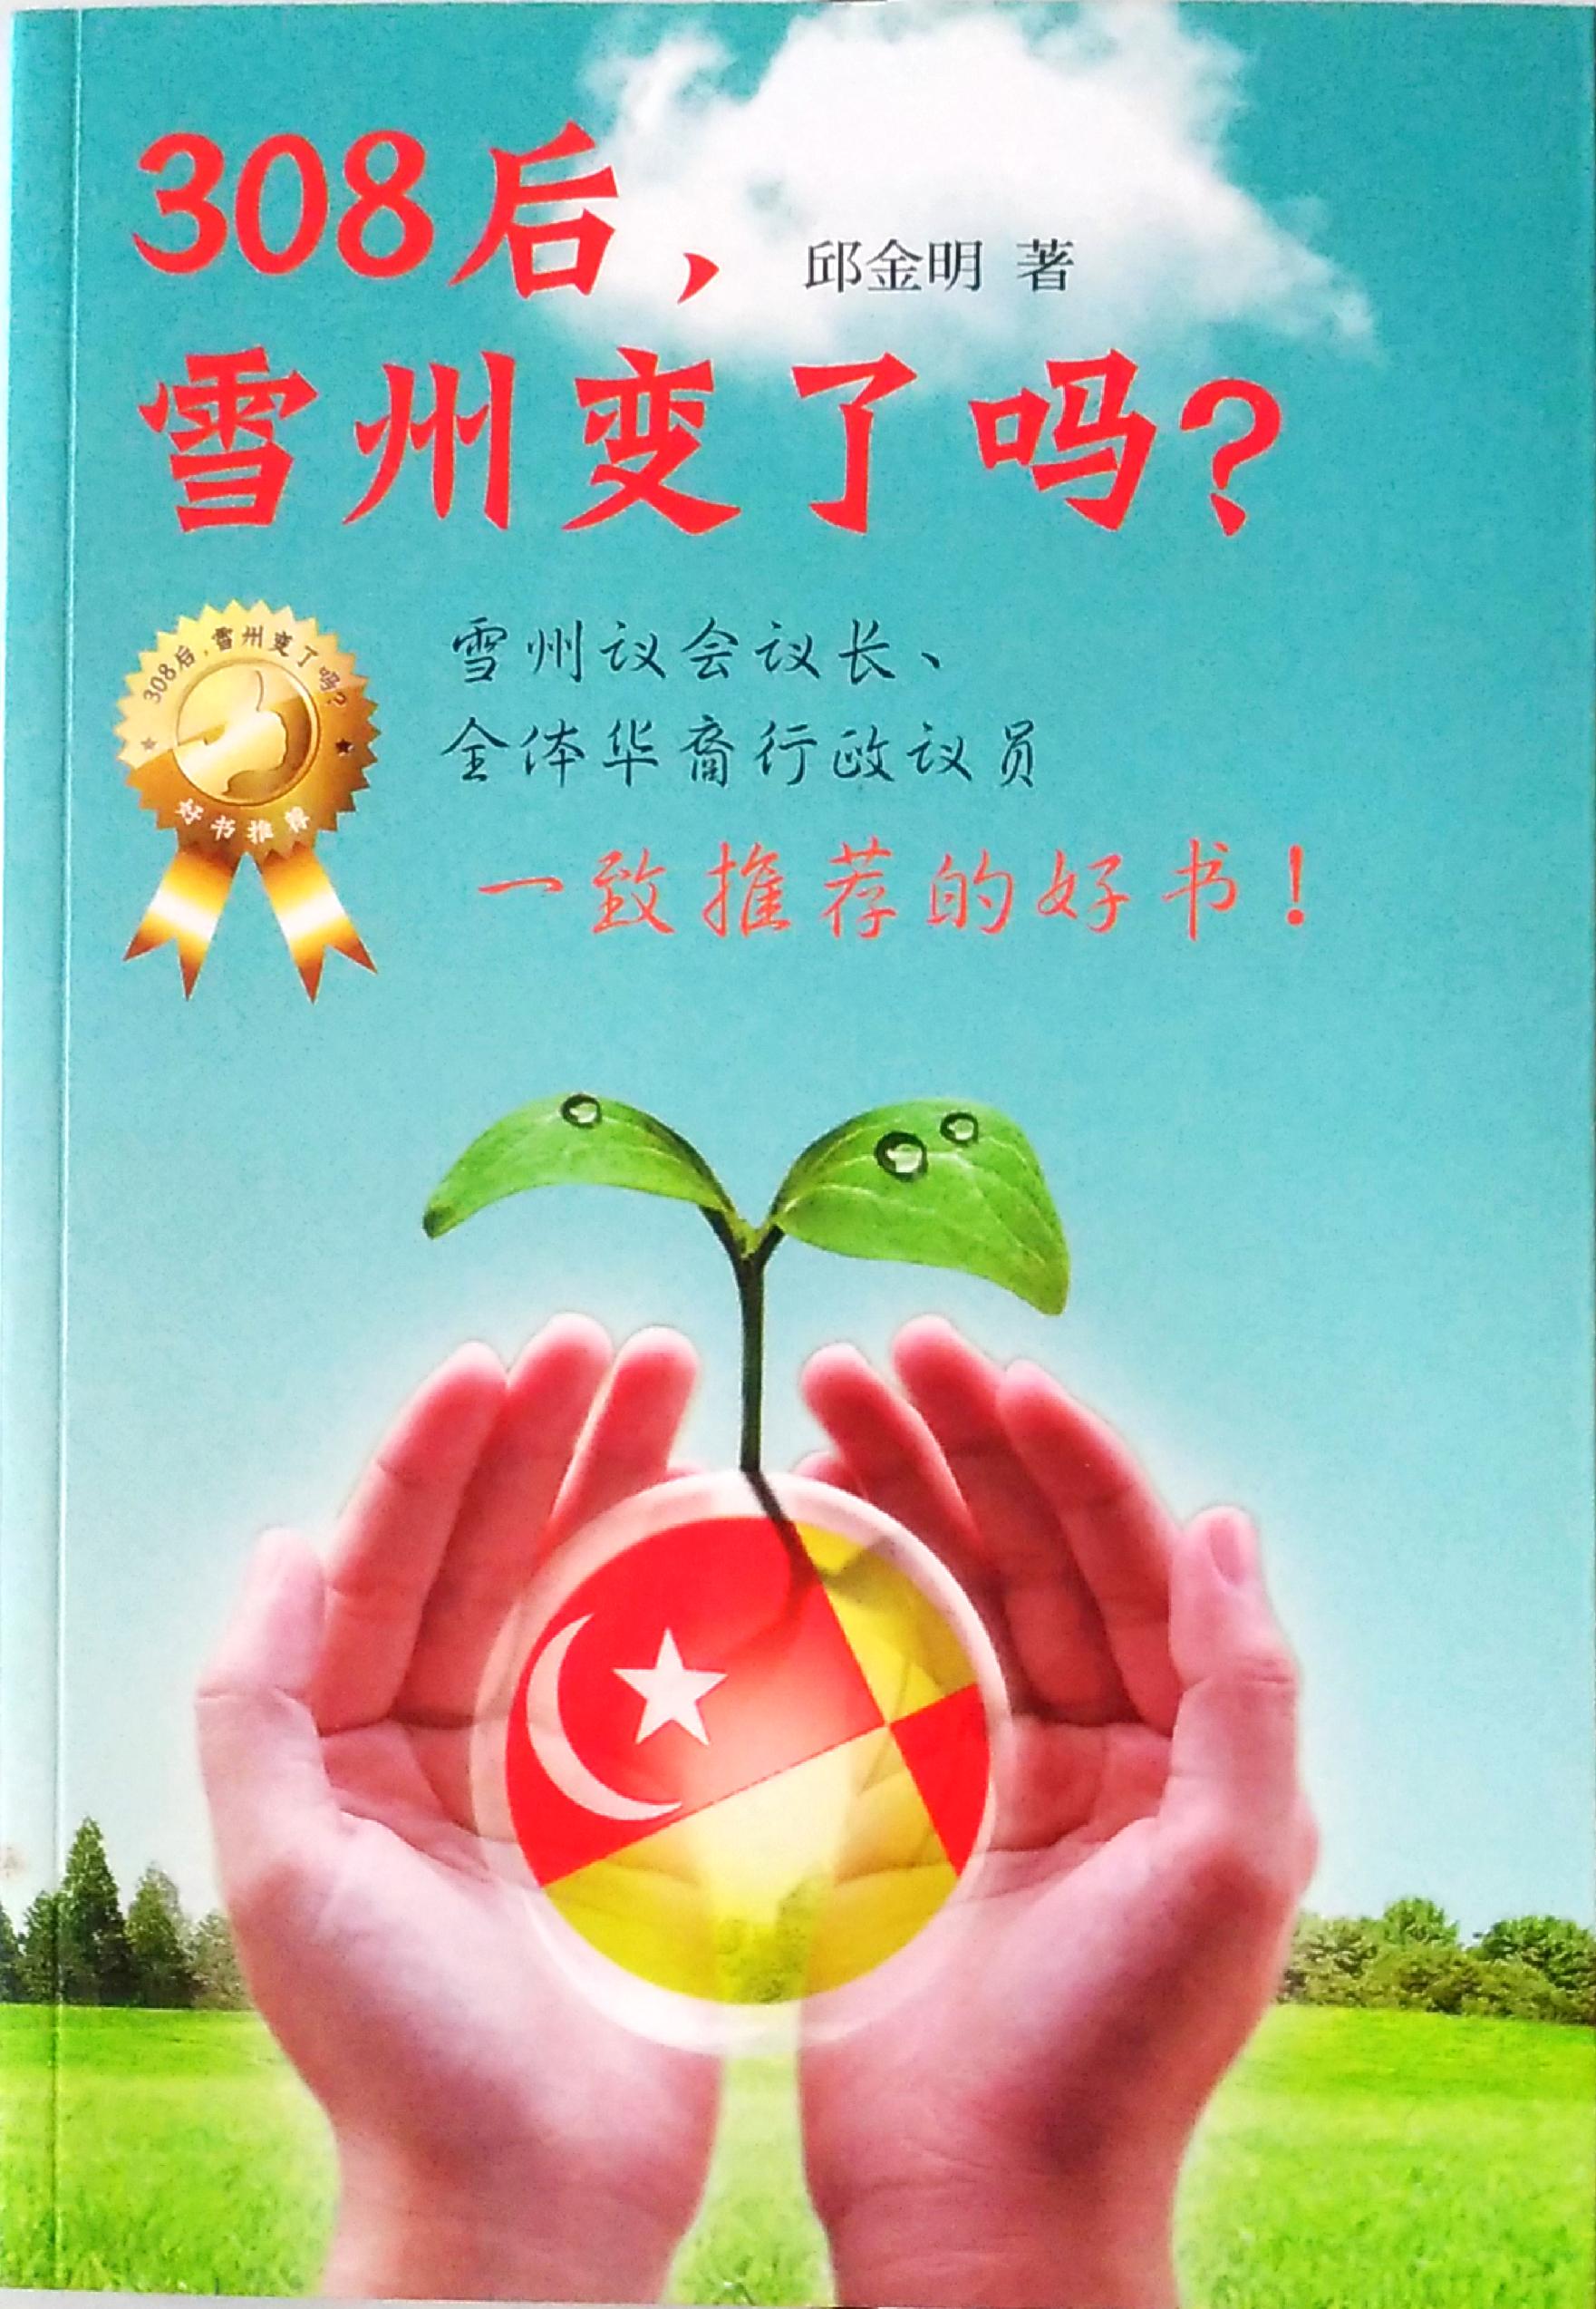 308后，
邱金明 著
雪州变了吗？
308后，雪州变了吗？
好书推荐
雪州议会议长、
全体华裔行政议员
一致推荐的好书！